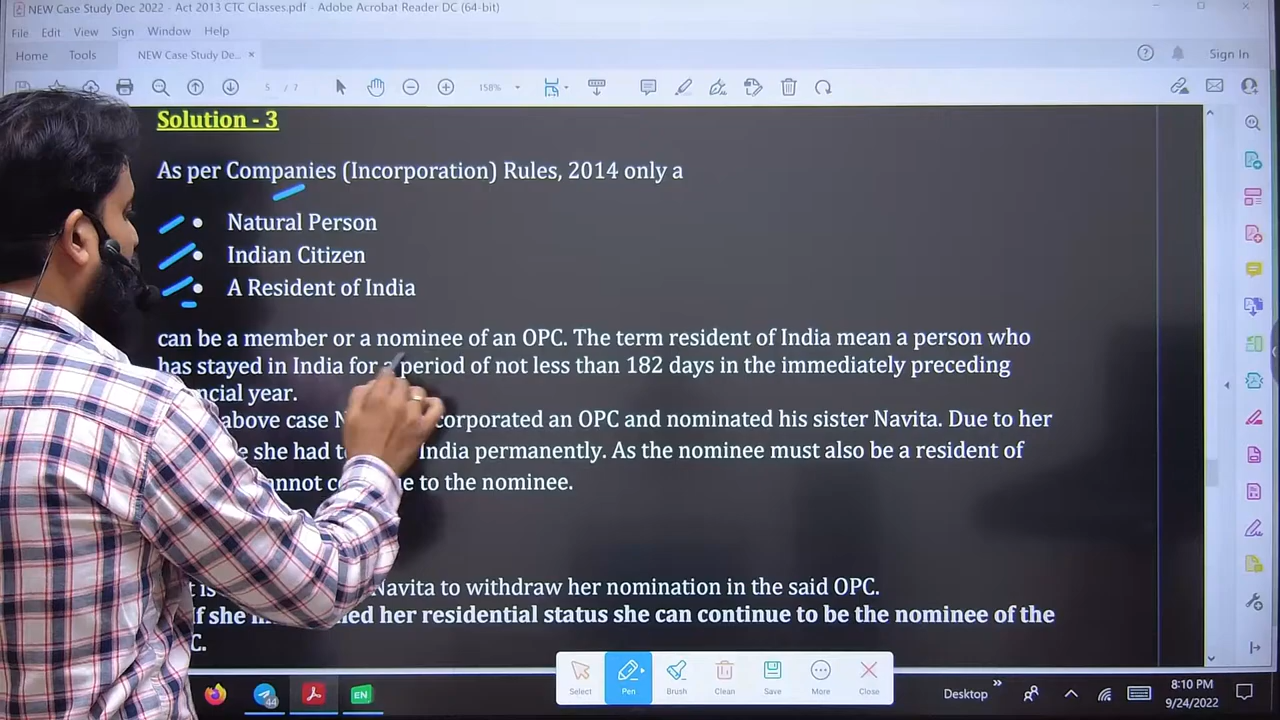 NEW Case Study Dec 2022 - Act 2013 CTC Classes.pdf - Adobe Acrobat Reader DC (64-bit)
File Edit View Sign Window Help
Home Tools NEW Case Study De... × Sign In
5 / 7 158%
Solution - 3
As per Companies (Incorporation) Rules, 2014 only a
• Natural Person
• Indian Citizen
• A Resident of India
can be a member or a nominee of an OPC. The term resident of India mean a person who
has stayed in India for a period of not less than 182 days in the immediately preceding
year.
above case incorporated an OPC and nominated his sister Navita. Due to her
she had India permanently. As the nominee must also be a resident of
to the nominee.
Navita to withdraw her nomination in the said OPC.
If she her residential status she can continue to be the nominee of the
Select Pen Brush Clean Save More Close
44 EN Desktop » 8:10 PM
9/24/2022